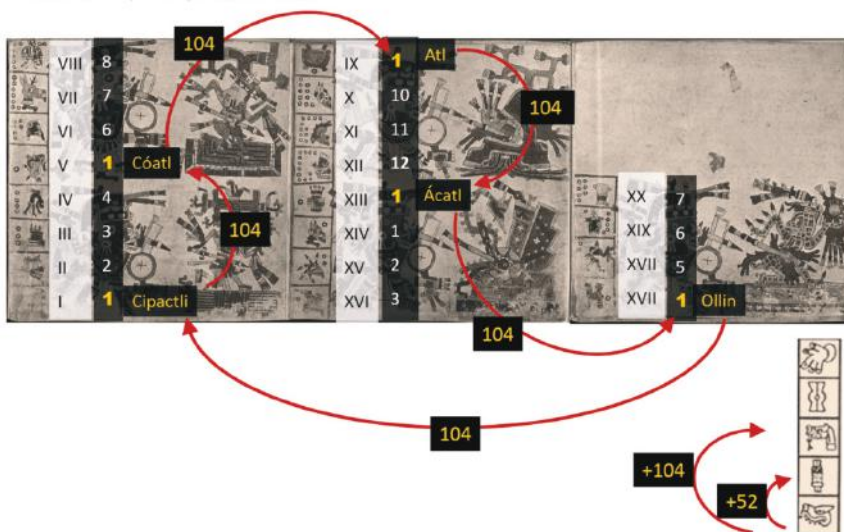 104
VIII 8
VII 7
VI 6
V 1 Cóatl
IV 4
III 3
II 2
I 1 Cipactli
104
IX 1 Atl
X 10
XI 11
XII 12
XIII 1 Ácatl
XIV 1
XV 2
XVI 3
104
104
XX 7
XIX 6
XVII 5
XVII 1 Ollin
104
+104
+52